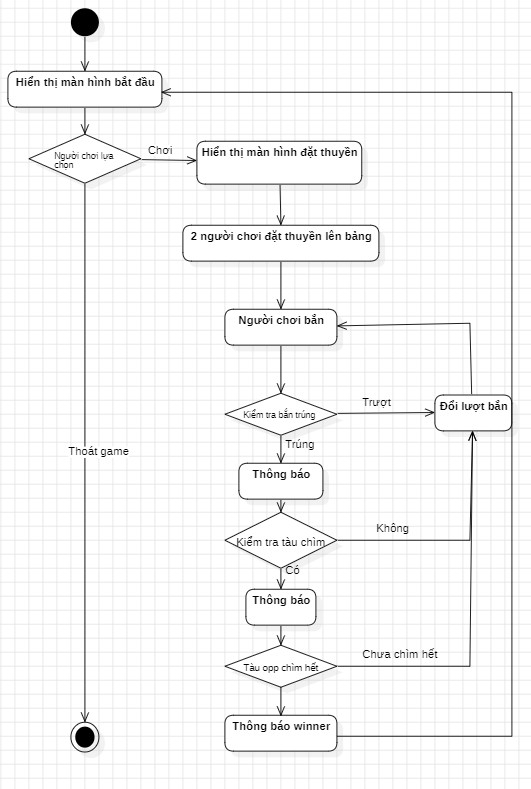 Hiển thị màn hình bắt đầu
Người chơi lựa
chọn
Chơi
Hiển thị màn hình đặt thuyền
2 người chơi đặt thuyền lên bảng
Người chơi bắn
Kiểm tra bắn trúng
Trượt
Đổi lượt bắn
Trúng
Thoát game
Thông báo
Kiểm tra tàu chìm
Không
Có
Thông báo
Tàu opp chìm hết
Chưa chìm hết
Thông báo winner